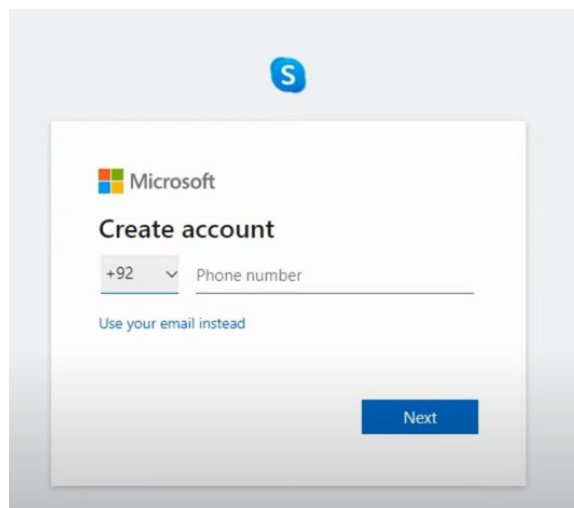 S
Microsoft
Create account
+92 Phone number
Use your email instead
Next